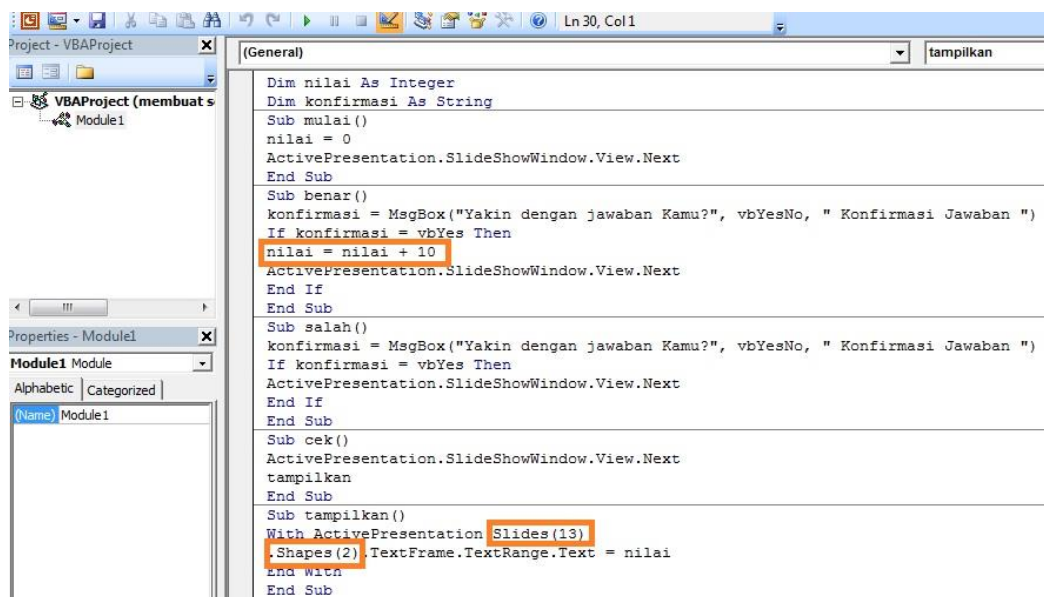 Ln 30, Col 1
Project - VBAProject
(General)
tampilkan
VBAProject (membuat s
Module1
Properties - Module1
Module1 Module
Alphabetic
Categorized
(Name)
Module1
Dim nilai As Integer
Dim konfirmasi As String
Sub mulai()
nilai = 0
ActivePresentation.SlideShowWindow.View.Next
End Sub
Sub benar()
konfirmasi = MsgBox("Yakin dengan jawaban Kamu?", vbYesNo, " Konfirmasi Jawaban ")
If konfirmasi = vbYes Then
nilai = nilai + 10
ActivePresentation.SlideShowWindow.View.Next
End If
End Sub
Sub salah()
konfirmasi = MsgBox("Yakin dengan jawaban Kamu?", vbYesNo, " Konfirmasi Jawaban ")
If konfirmasi = vbYes Then
ActivePresentation.SlideShowWindow.View.Next
End If
End Sub
Sub cek()
ActivePresentation.SlideShowWindow.View.Next
tampilkan
End Sub
Sub tampilkan()
With ActivePresentation.Slides(13)
.Shapes(2).TextFrame.TextRange.Text = nilai
End With
End Sub